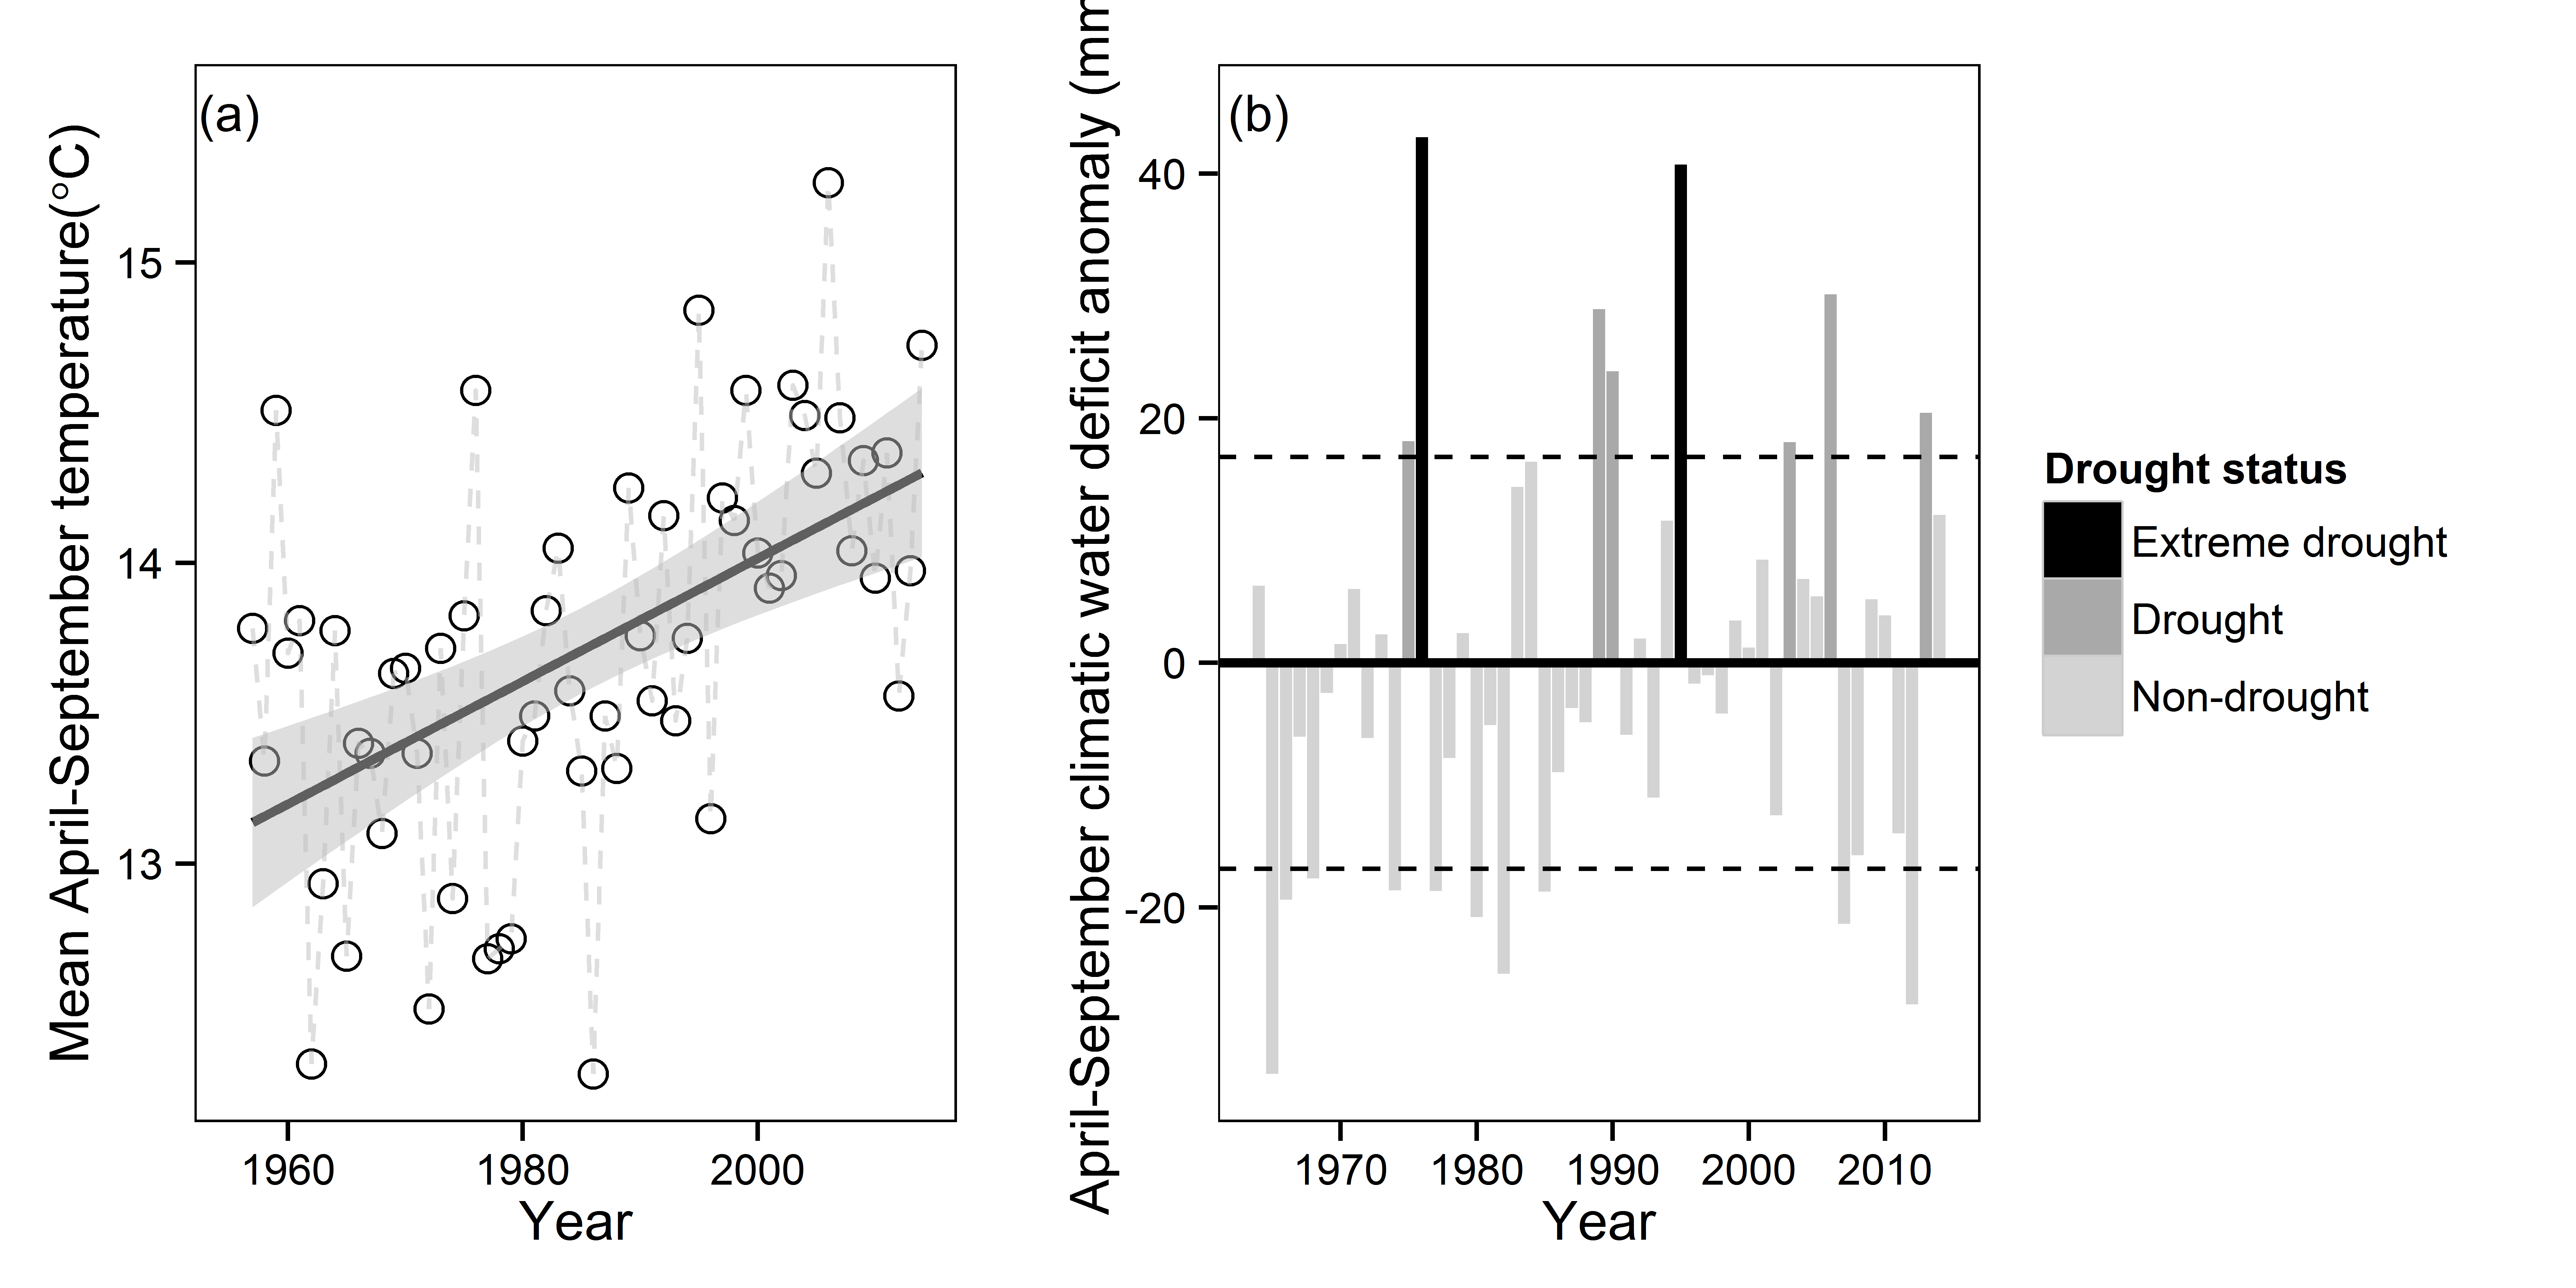 (a)
Mean April-September temperature(°C)
15
14
13
1960 1980 2000
Year
(b)
April-September climatic water deficit anomaly (mm
40
20
0
-20
1970 1980 1990 2000 2010
Year
Drought status
Extreme drought
Drought
Non-drought